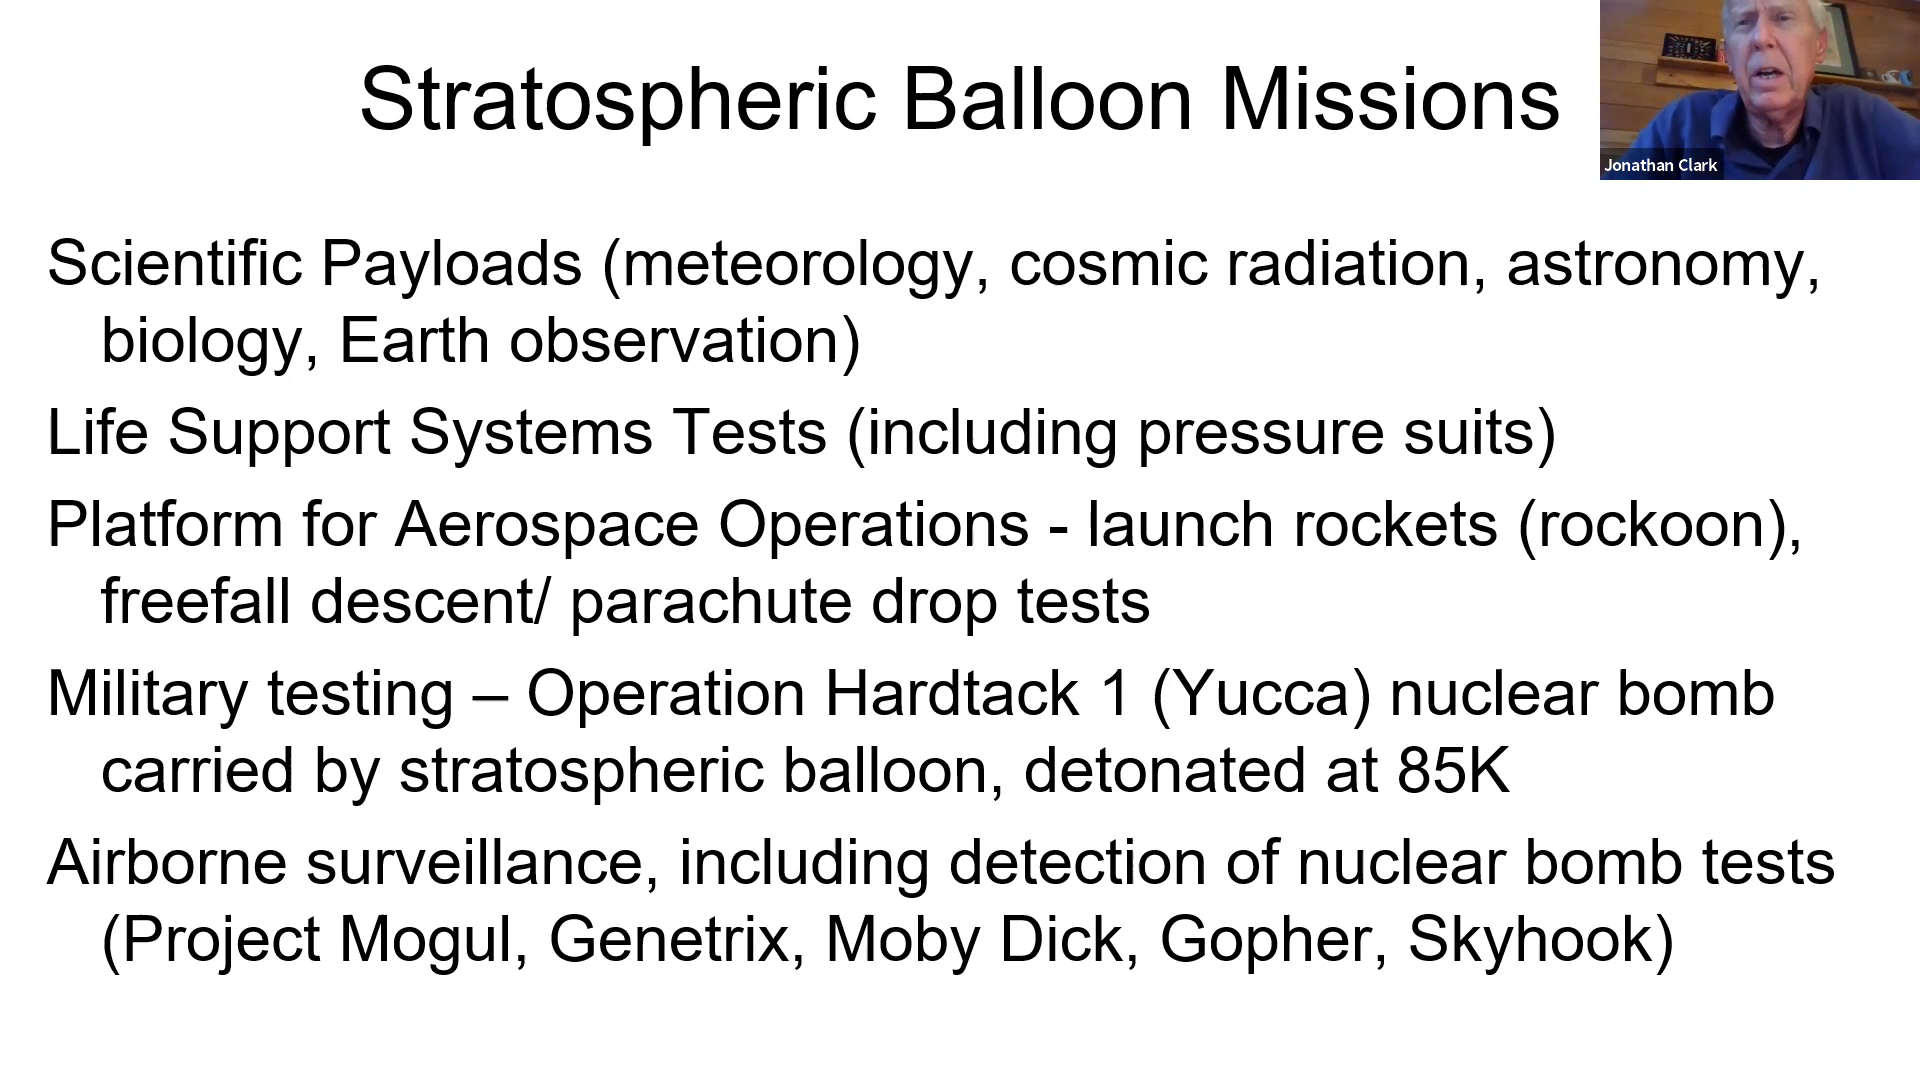 Stratospheric Balloon Missions
Jonathan Clark
Scientific Payloads (meteorology, cosmic radiation, astronomy,
biology, Earth observation)
Life Support Systems Tests (including pressure suits)
Platform for Aerospace Operations - launch rockets (rockoon),
freefall descent/ parachute drop tests
Military testing – Operation Hardtack 1 (Yucca) nuclear bomb
carried by stratospheric balloon, detonated at 85K
Airborne surveillance, including detection of nuclear bomb tests
(Project Mogul, Genetrix, Moby Dick, Gopher, Skyhook)